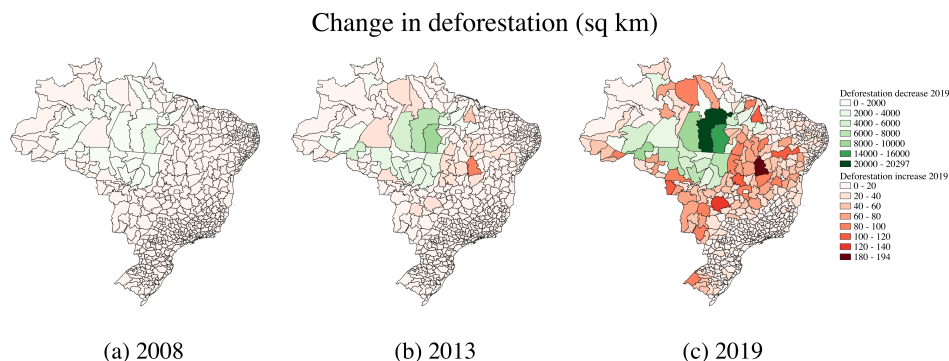 Change in deforestation (sq km)
Deforestation decrease 2019
0 - 2000
2000 - 4000
4000 - 6000
6000 - 8000
8000 - 10000
14000 - 16000
20000 - 20297
Deforestation increase 2019
0 - 20
20 - 40
40 - 60
60 - 80
80 - 100
100 - 120
120 - 140
180 - 194
(a) 2008
(b) 2013
(c) 2019